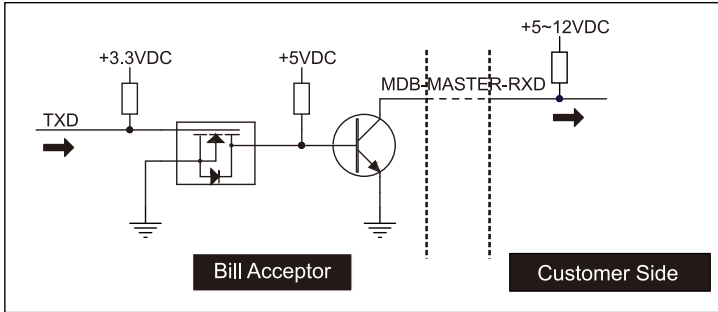 +5~12VDC
+3.3VDC
+5VDC
MDB-MASTER-RXD
TXD
Bill Acceptor
Customer Side